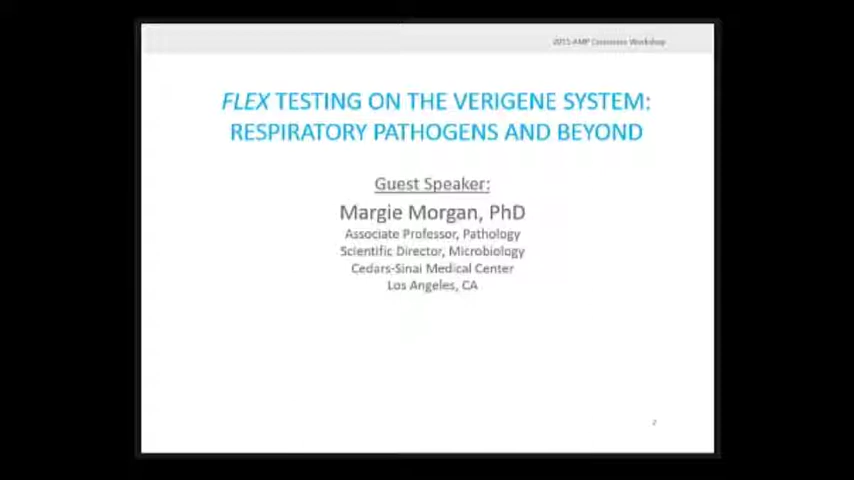 2015 AMP Corporate Workshop
FLEX TESTING ON THE VERIGENE SYSTEM:
RESPIRATORY PATHOGENS AND BEYOND
Guest Speaker:
Margie Morgan, PhD
Associate Professor, Pathology
Scientific Director, Microbiology
Cedars-Sinai Medical Center
Los Angeles, CA